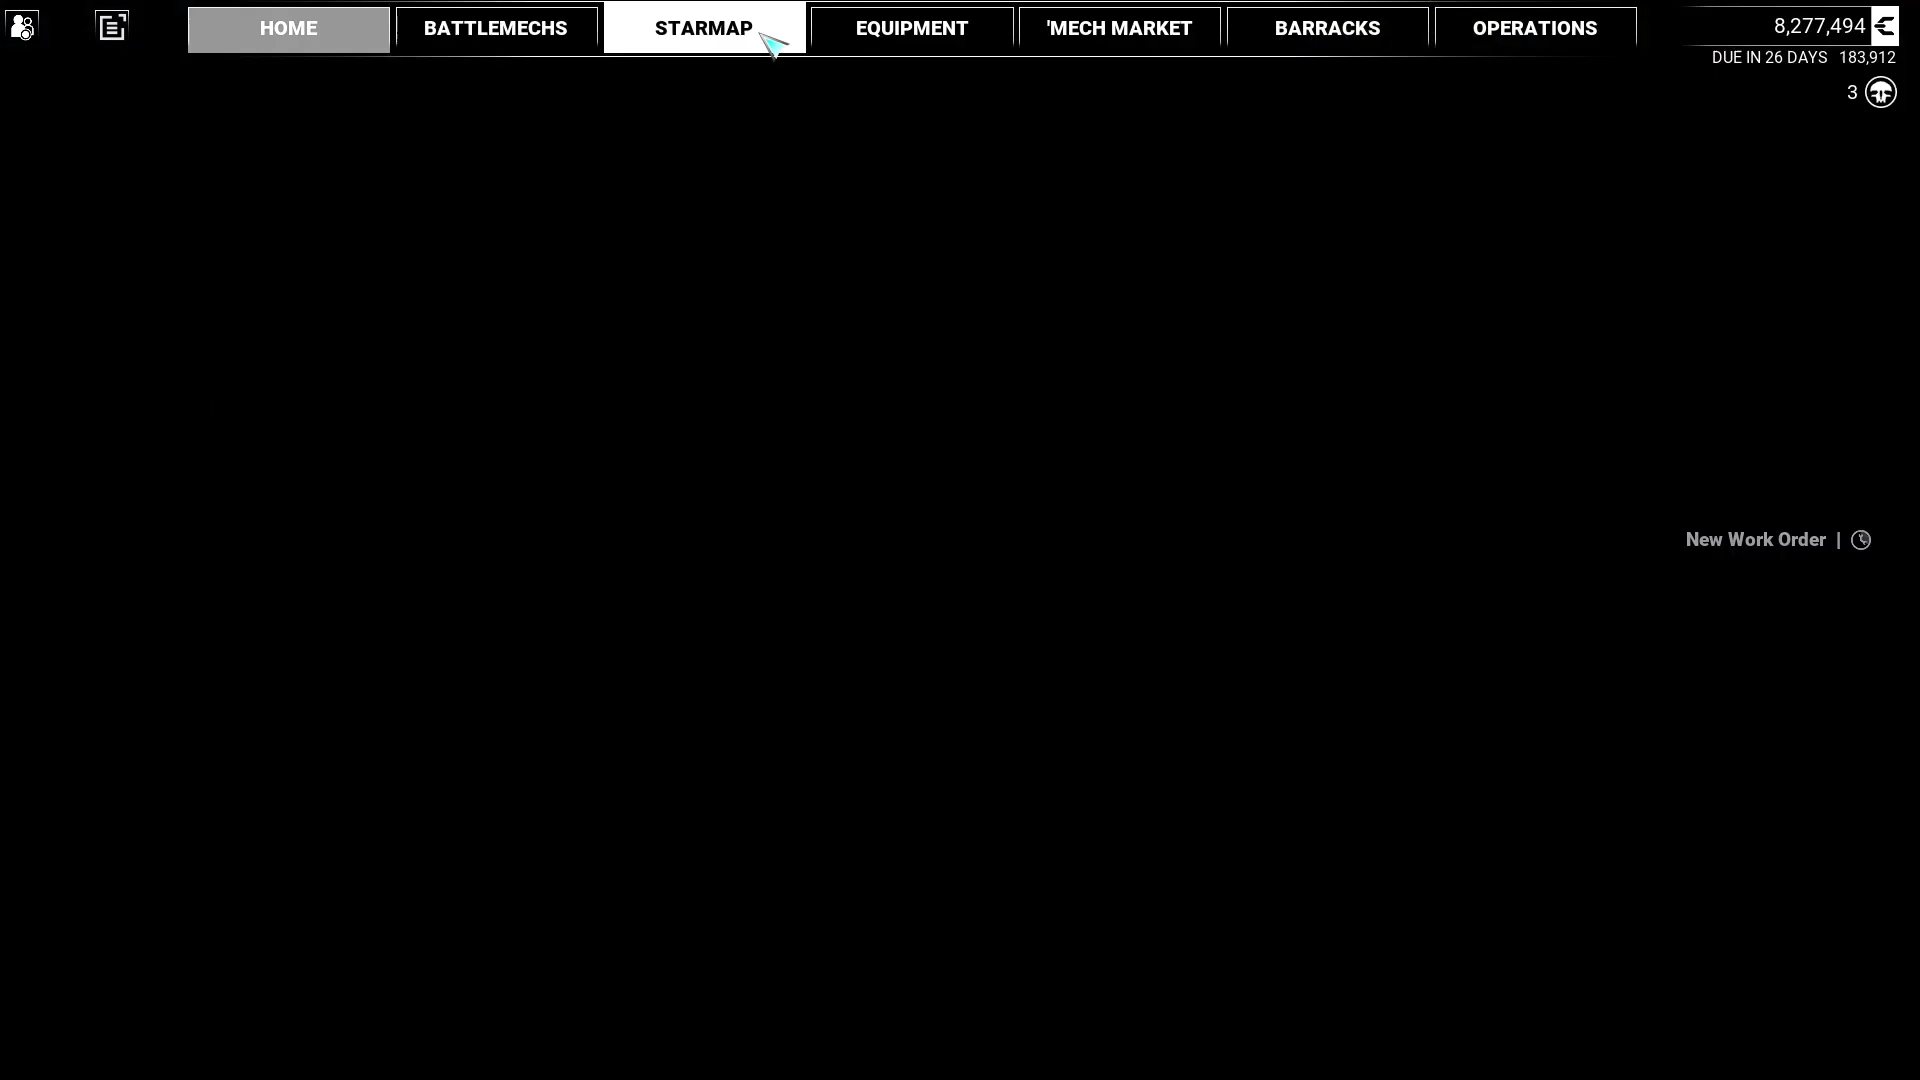 HOME
BATTLEMECHS
STARMAP
EQUIPMENT
'MECH MARKET
BARRACKS
OPERATIONS
8,277,494
DUE IN 26 DAYS 183,912
3
New Work Order |